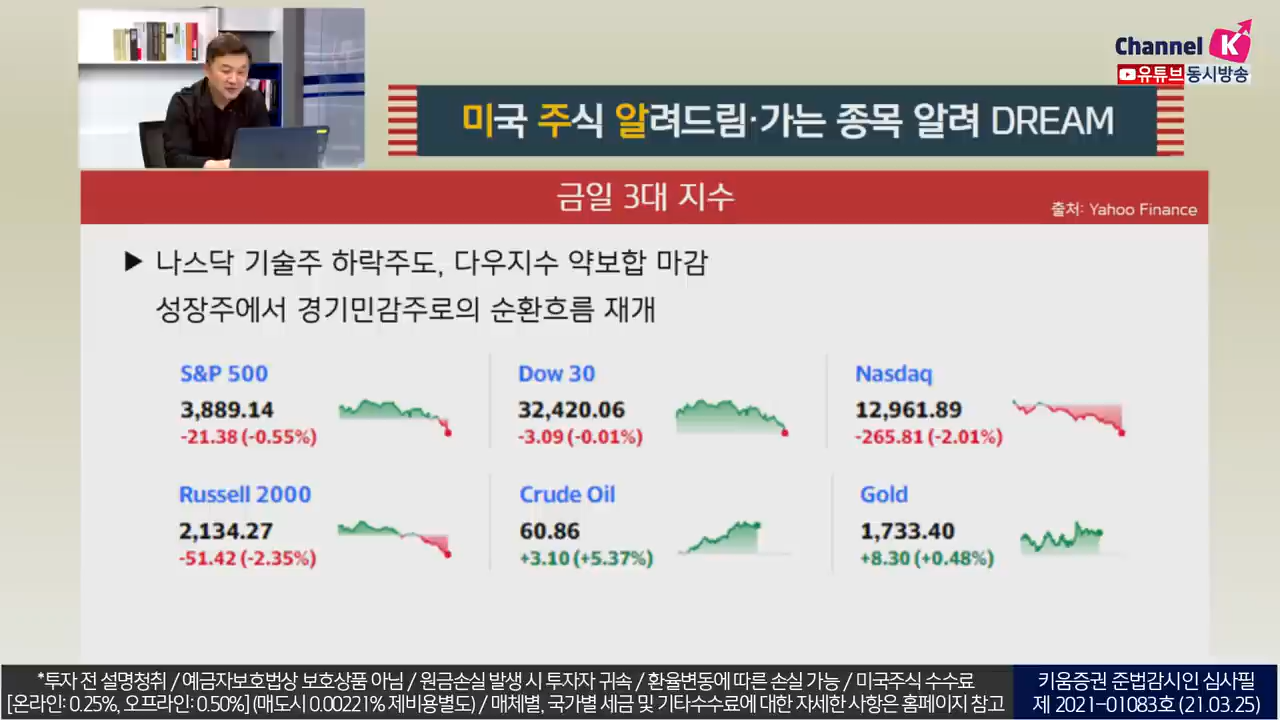 Channel K
유튜브 동시방송
미국 주식 알려드림·가는 종목 알려 DREAM
금일 3대 지수
출처: Yahoo Finance
▶ 나스닥 기술주 하락주도, 다우지수 약보합 마감
성장주에서 경기민감주로의 순환흐름 재개
S&P 500
3,889.14
-21.38 (-0.55%)
Dow 30
32,420.06
-3.09 (-0.01%)
Nasdaq
12,961.89
-265.81 (-2.01%)
Russell 2000
2,134.27
-51.42 (-2.35%)
Crude Oil
60.86
+3.10 (+5.37%)
Gold
1,733.40
+8.30 (+0.48%)
*투자 전 설명청취 / 예금자보호법상 보호상품 아님 / 원금손실 발생 시 투자자 귀속 / 환율변동에 따른 손실 가능 / 미국주식 수수료
[온라인: 0.25%, 오프라인: 0.50%] (매도시 0.00221% 제비용별도) / 매체별, 국가별 세금 및 기타수수료에 대한 자세한 사항은 홈페이지 참고
키움증권 준법감시인 심사필
제 2021-01083호 (21.03.25)